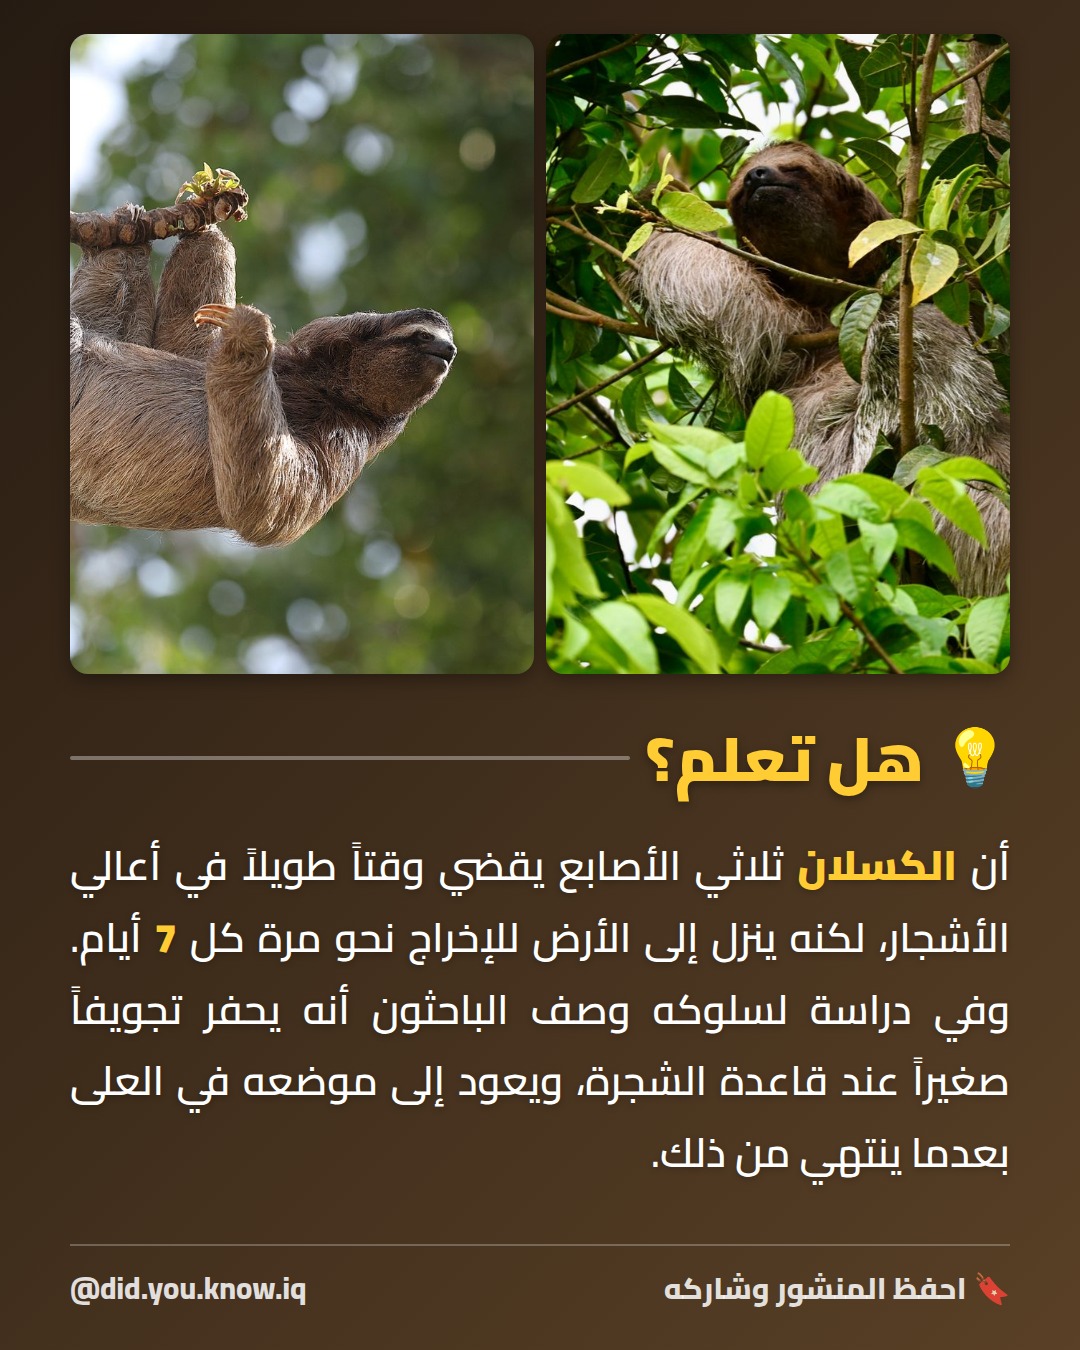 💡 هل تعلم؟
أن الكسلان ثلاثي الأصابع يقضي وقتاً طويلاً في أعالي
الأشجار، لكنه ينزل إلى الأرض للإخراج نحو مرة كل 7 أيام.
وفي دراسة لسلوكه وصف الباحثون أنه يحفر تجويفاً
صغيراً عند قاعدة الشجرة، ويعود إلى موضعه في العلى
بعدما ينتهي من ذلك.
🔖 احفظ المنشور وشاركه
@did.you.know.iq